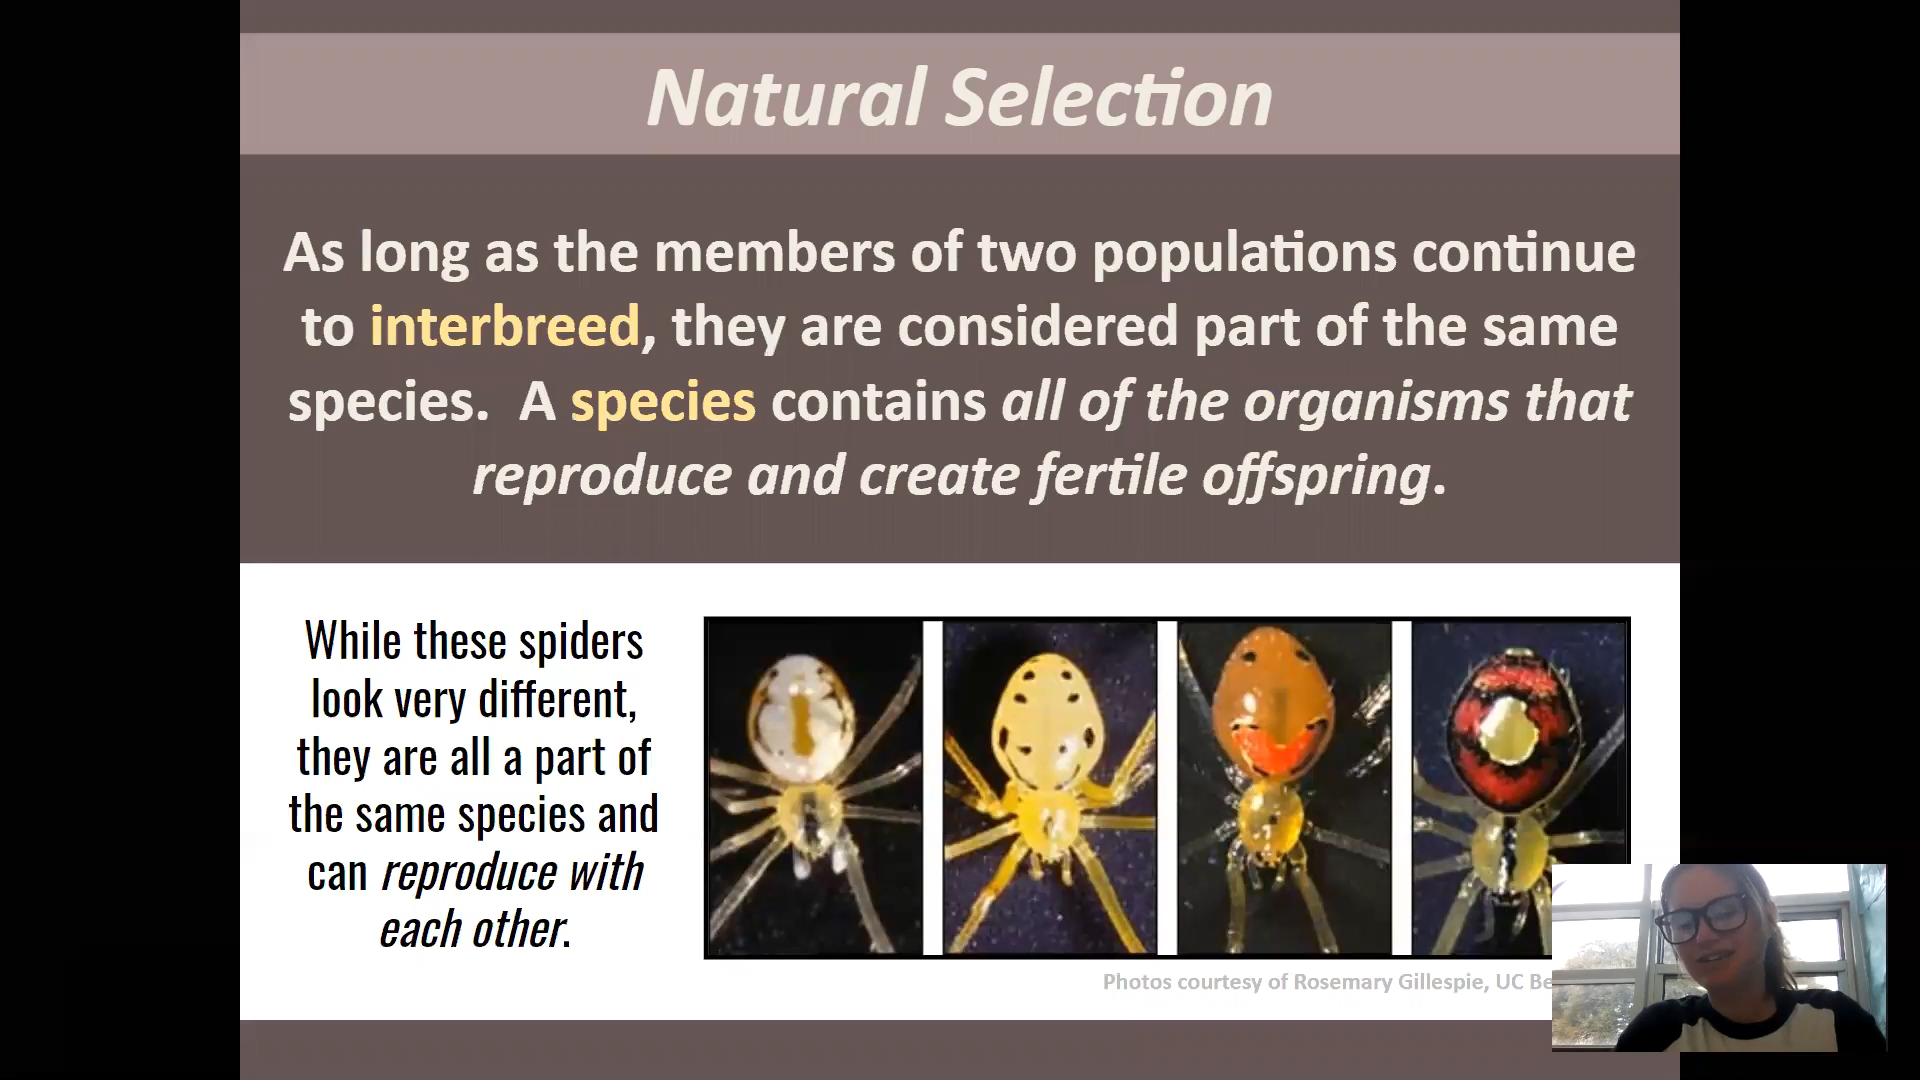 Natural Selection
As long as the members of two populations continue
to interbreed, they are considered part of the same
species.  A species contains all of the organisms that
reproduce and create fertile offspring.
While these spiders
look very different,
they are all a part of
the same species and
can reproduce with
each other.
Photos courtesy of Rosemary Gillespie, UC